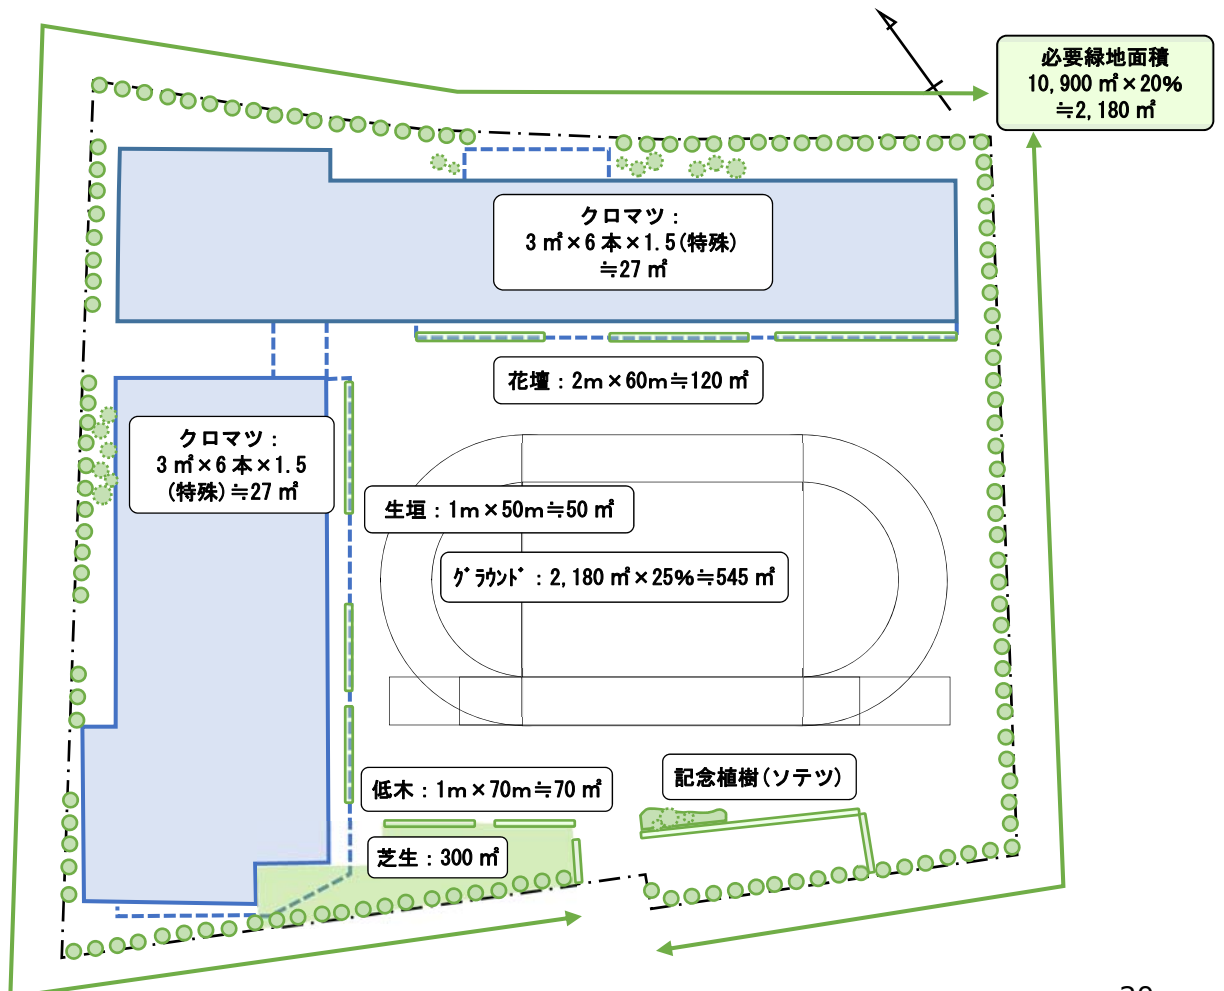 必要緑地面積
10,900 ㎡×20%
≒2,180 ㎡
クロマツ：
3 ㎡×6 本×1.5(特殊)
≒27 ㎡
花壇：2m×60m≒120 ㎡
クロマツ：
3 ㎡×6 本×1.5
(特殊)≒27 ㎡
生垣：1m×50m≒50 ㎡
ｸﾞﾗｳﾝﾄﾞ：2,180 ㎡×25%≒545 ㎡
記念植樹(ソテツ)
低木：1m×70m≒70 ㎡
芝生：300 ㎡